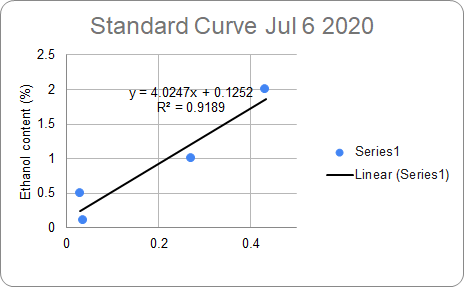 Standard Curve Jul 6 2020
2.5
2
1.5
1
0.5
0
Ethanol content (%)
y = 4.0247x + 0.1252
R² = 0.9189
0
0.2
0.4
Series1
Linear (Series1)